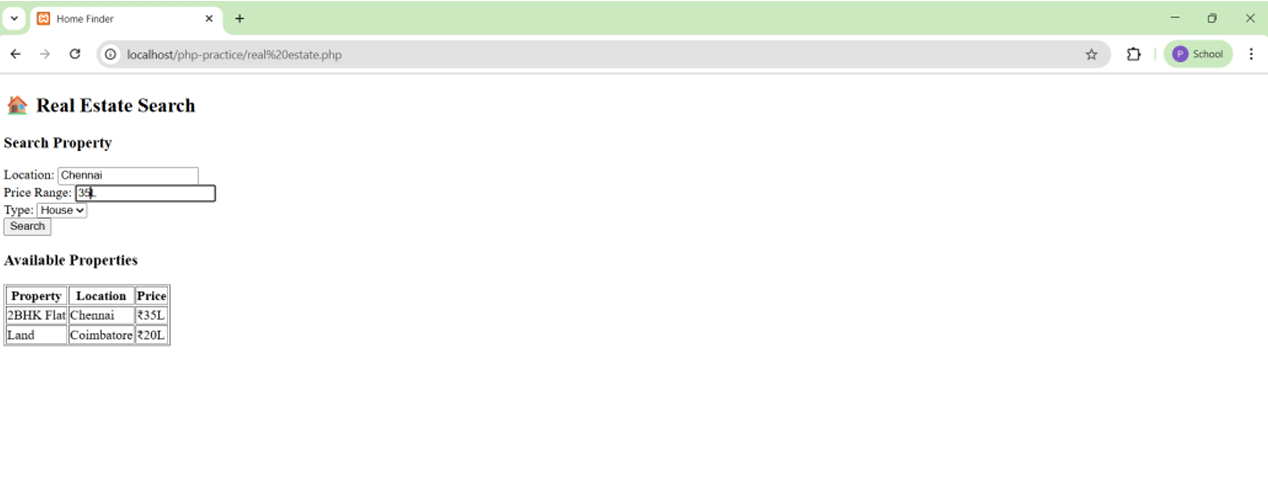 Home Finder
localhost/php-practice/real%20estate.php
P School
Real Estate Search
Search Property
Location: Chennai
Price Range: 35L
Type: House
Search
Available Properties
Property Location Price
2BHK Flat Chennai ₹35L
Land Coimbatore ₹20L